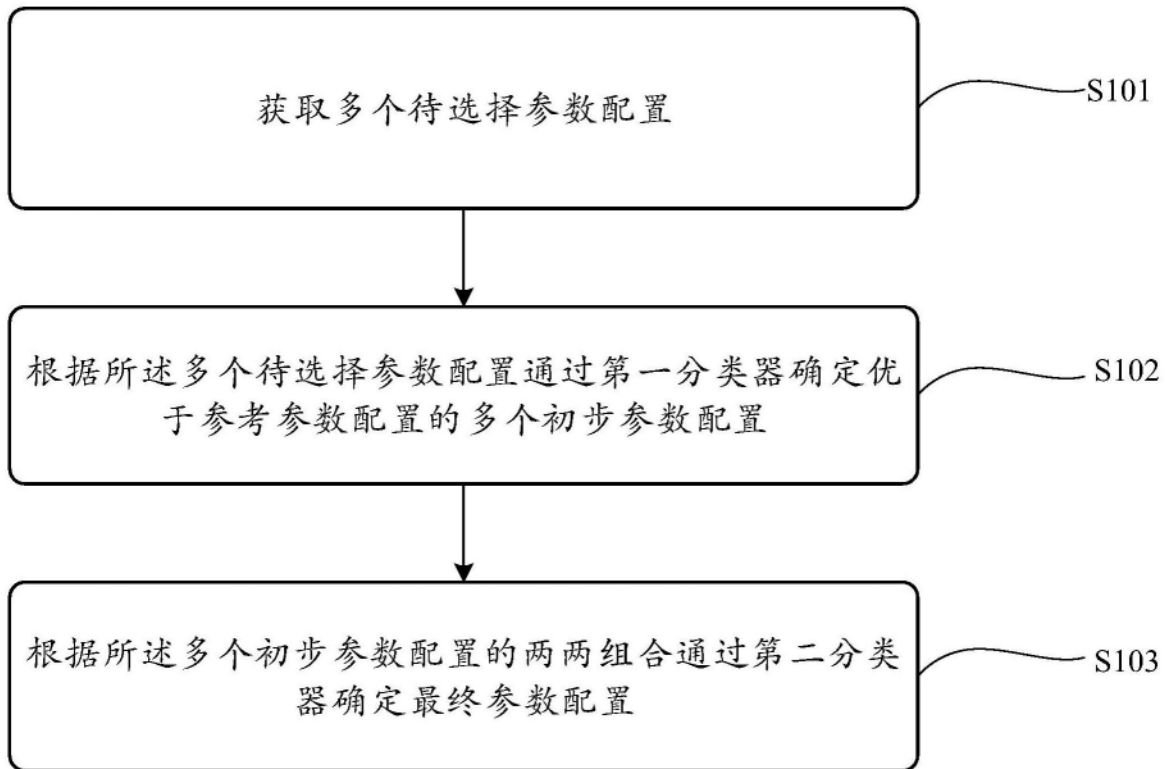 获取多个待选择参数配置
S101
根据所述多个待选择参数配置通过第一分类器确定优
于参考参数配置的多个初步参数配置
S102
根据所述多个初步参数配置的两两组合通过第二分类
器确定最终参数配置
S103